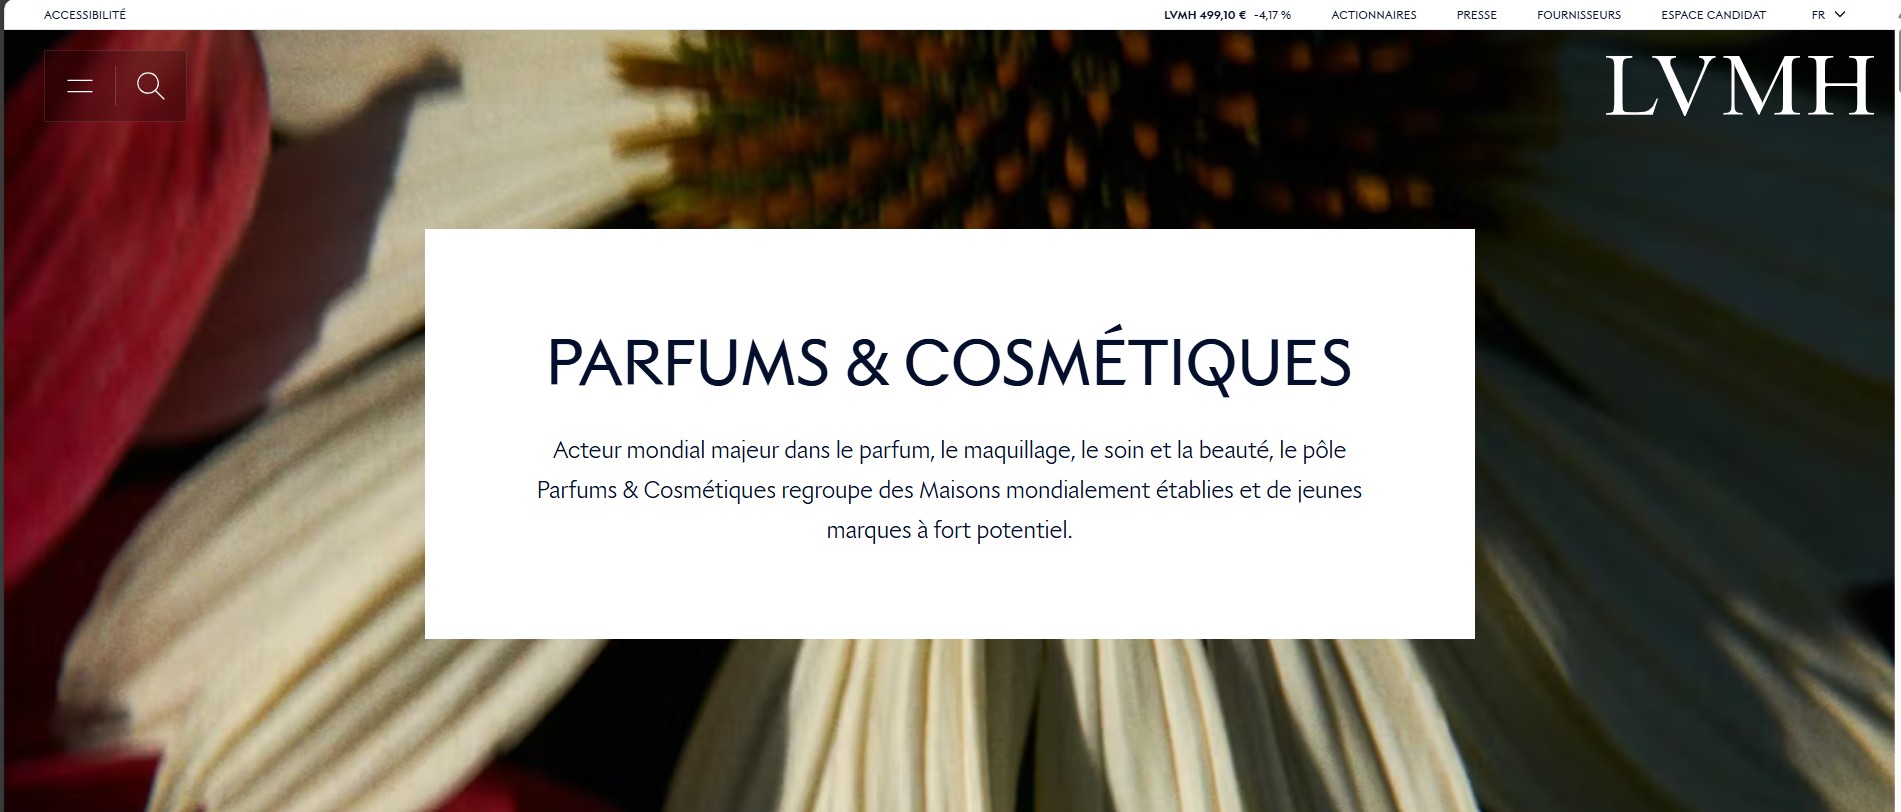 ACCESSIBILITÉ
LVMH 499,10 € -4,17 % ACTIONNAIRES PRESSE FOURNISSEURS ESPACE CANDIDAT FR
LVMH
PARFUMS & COSMÉTIQUES
Acteur mondial majeur dans le parfum, le maquillage, le soin et la beauté, le pôle
Parfums & Cosmétiques regroupe des Maisons mondialement établies et de jeunes
marques à fort potentiel.